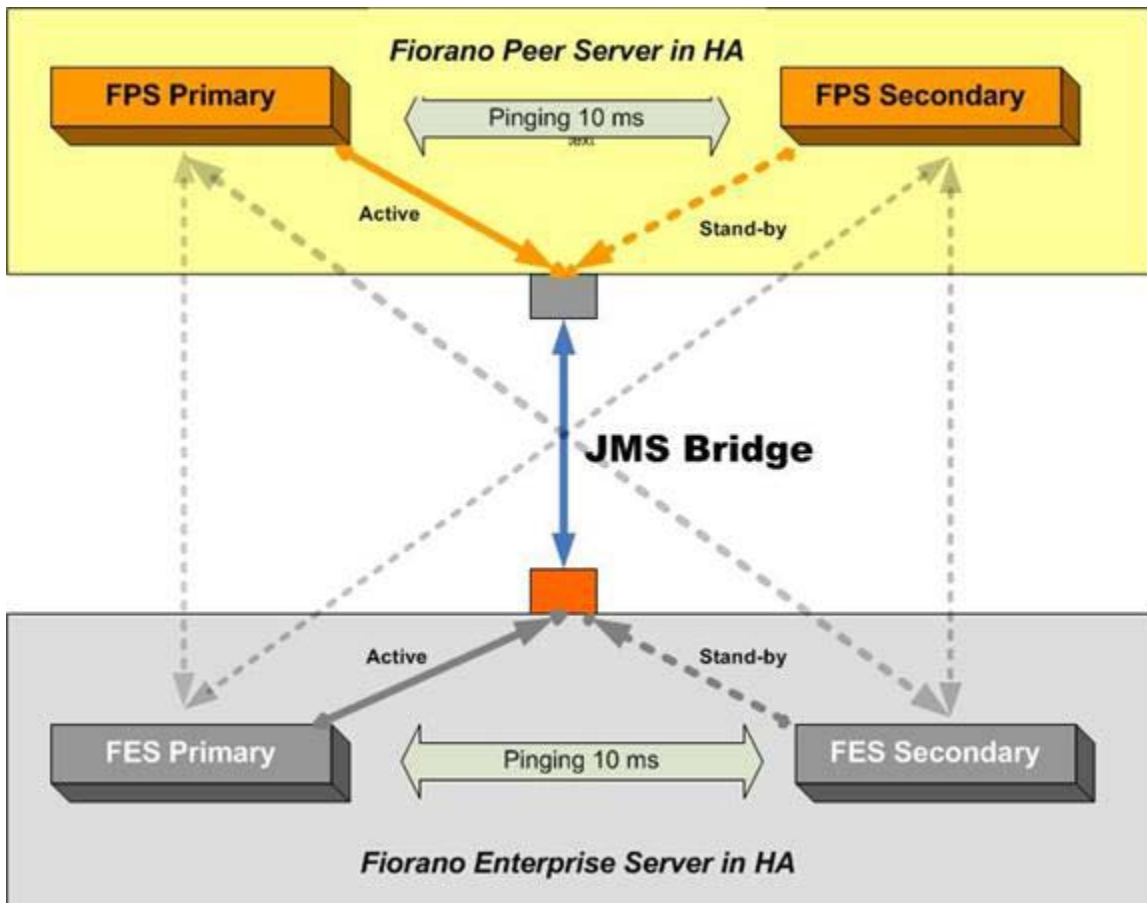 Fiorano Peer Server in HA
FPS Primary
FPS Secondary
Pinging 10 ms
Active
Stand-by
JMS Bridge
Active
Stand-by
FES Primary
FES Secondary
Pinging 10 ms
Fiorano Enterprise Server in HA